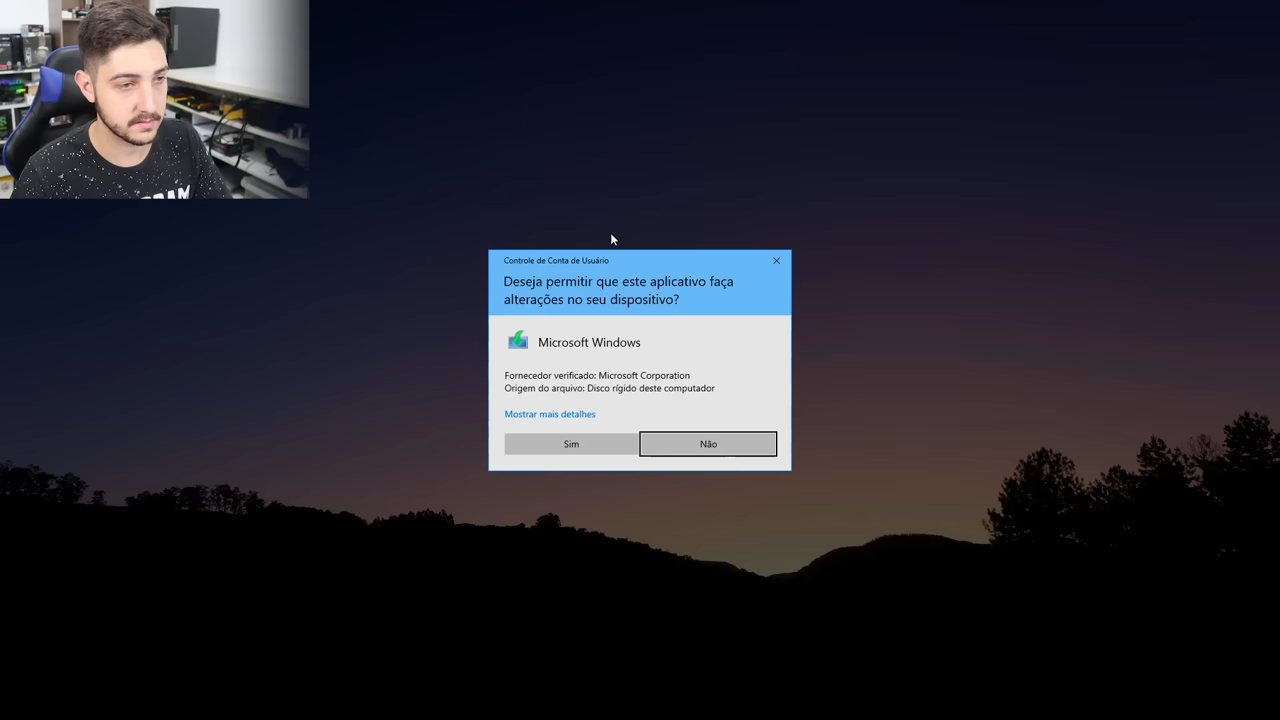 Controle de Conta de Usuário
Deseja permitir que este aplicativo faça
alterações no seu dispositivo?
Microsoft Windows
Fornecedor verificado: Microsoft Corporation
Origem do arquivo: Disco rígido deste computador
Mostrar mais detalhes
Sim
Não